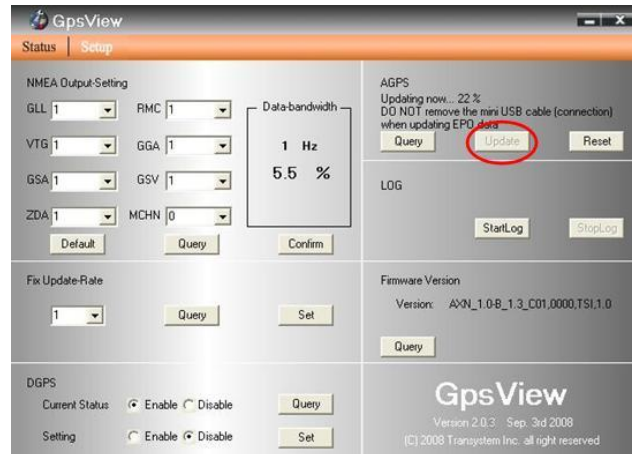 GpsView
Status | Setup
NMEA Output-Setting
GLL 1 RMC 1
VTG 1 GGA 1
GSA 1 GSV 1
ZDA 1 MCHN 0
Default Query Confirm
Data-bandwidth
1 Hz
5.5 %
AGPS
Updating now... 22 %
DO NOT remove the mini USB cable (connection)
when updating EPO data
Query Update Reset
LOG
StartLog StopLog
Fix Update-Rate
1 Query Set
Firmware Version
Version: AXN_1.0-B_1.3_C01,0000,TSI,1.0
Query
DGPS
Current Status Enable Disable Query
Setting Enable Disable Set
GpsView
Version 2.0.3 Sep. 3rd 2008
(C) 2008 Transystem Inc. all right reserved